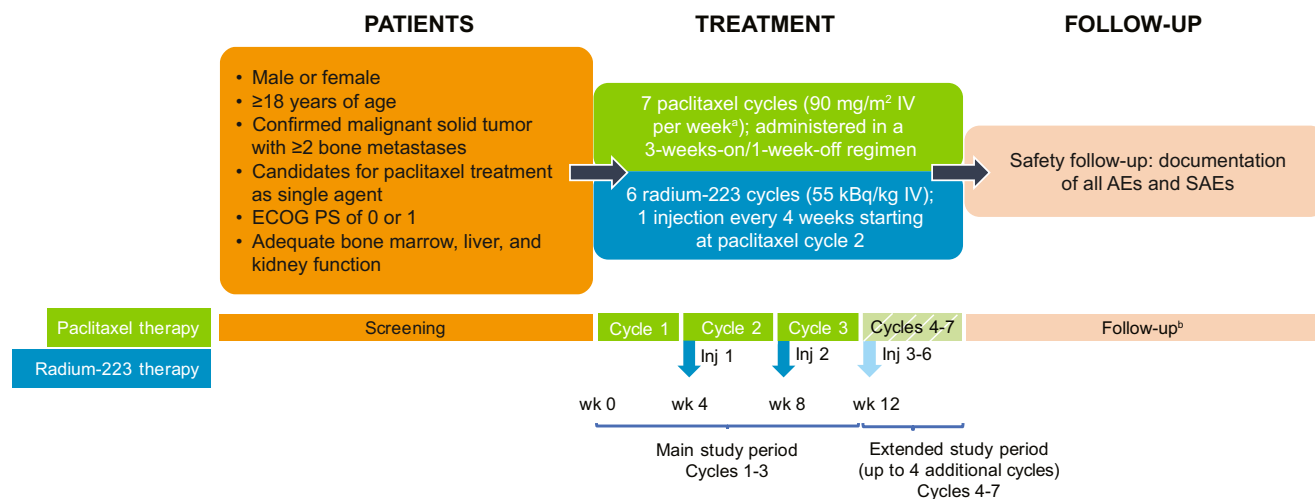 PATIENTS
TREATMENT
FOLLOW-UP
• Male or female
• ≥18 years of age
• Confirmed malignant solid tumor
with ≥2 bone metastases
• Candidates for paclitaxel treatment
as single agent
• ECOG PS of 0 or 1
• Adequate bone marrow, liver, and
kidney function
7 paclitaxel cycles (90 mg/m² IV
per weekᵃ); administered in a
3-weeks-on/1-week-off regimen
6 radium-223 cycles (55 kBq/kg IV);
1 injection every 4 weeks starting
at paclitaxel cycle 2
Safety follow-up: documentation
of all AEs and SAEs
Paclitaxel therapy
Screening
Cycle 1
Cycle 2
Cycle 3
Cycles 4-7
Follow-upᵇ
Radium-223 therapy
Inj 1
Inj 2
Inj 3-6
wk 0
wk 4
wk 8
wk 12
Main study period
Cycles 1-3
Extended study period
(up to 4 additional cycles)
Cycles 4-7